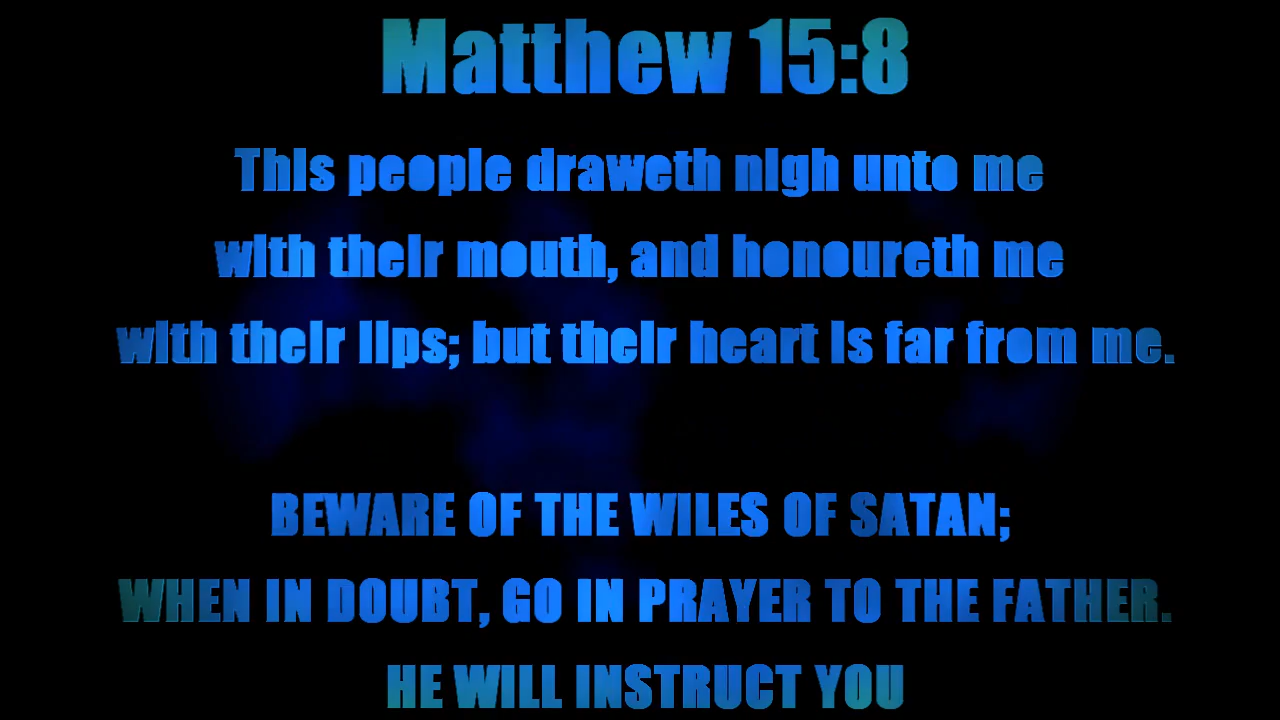 Matthew 15:8
This people draweth nigh unto me
with their mouth, and honoureth me
with their lips; but their heart is far from me.
BEWARE OF THE WILES OF SATAN;
WHEN IN DOUBT, GO IN PRAYER TO THE FATHER.
HE WILL INSTRUCT YOU